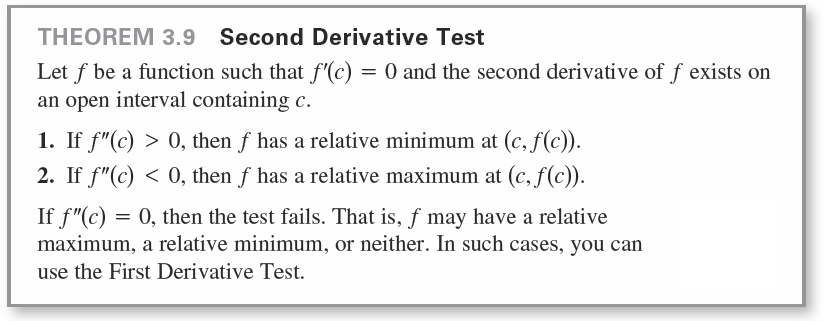 THEOREM 3.9 Second Derivative Test
Let f be a function such that f′(c) = 0 and the second derivative of f exists on
an open interval containing c.
1. If f″(c) > 0, then f has a relative minimum at (c, f(c)).
2. If f″(c) < 0, then f has a relative maximum at (c, f(c)).
If f″(c) = 0, then the test fails. That is, f may have a relative
maximum, a relative minimum, or neither. In such cases, you can
use the First Derivative Test.